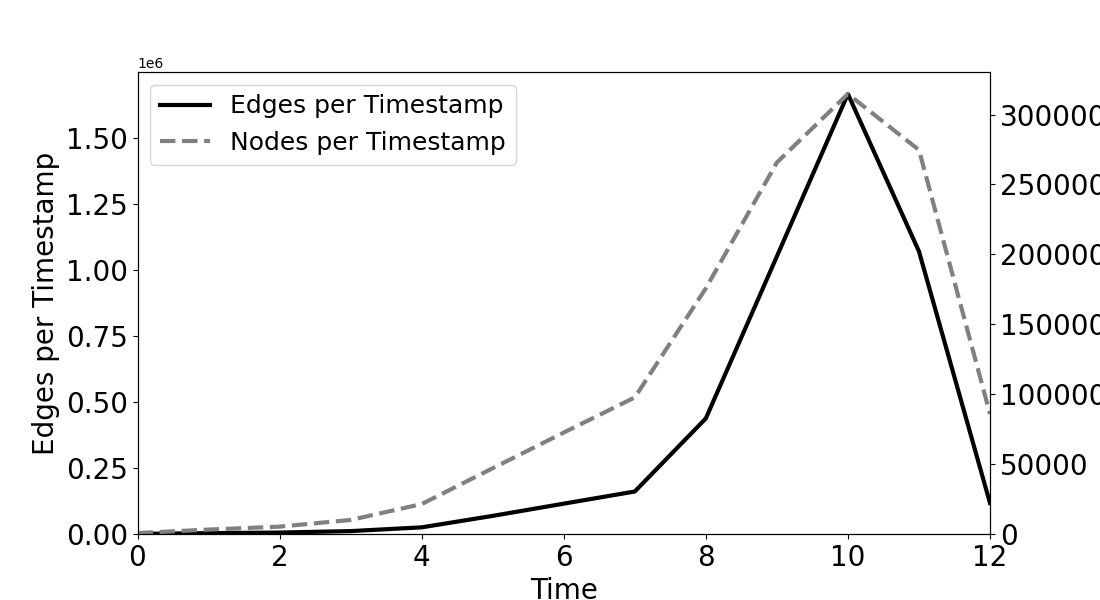 1e6
Edges per Timestamp
Nodes per Timestamp
Edges per Timestamp
1.50
1.25
1.00
0.75
0.50
0.25
0.00
300000
250000
200000
150000
100000
50000
0
0 2 4 6 8 10 12
Time